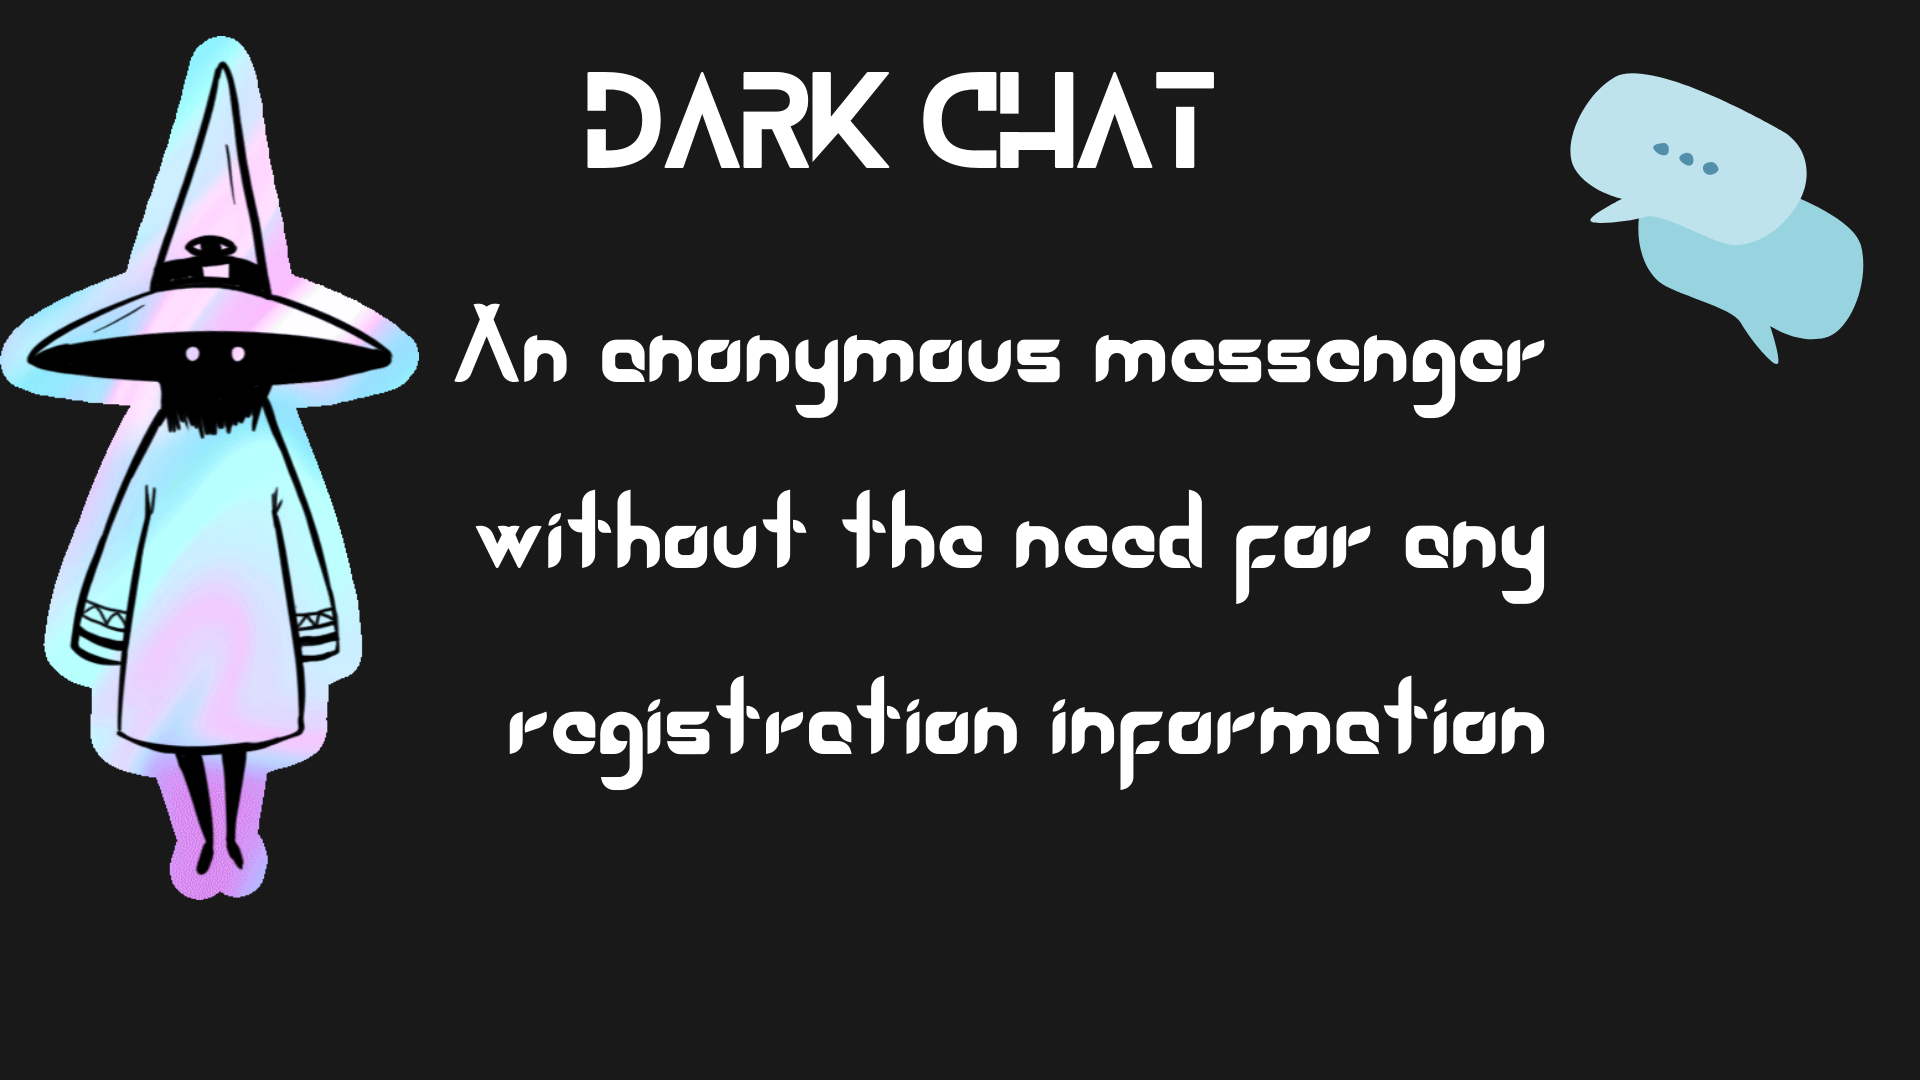 DARK CHAT
An anonymous messenger
without the need for any
registration information